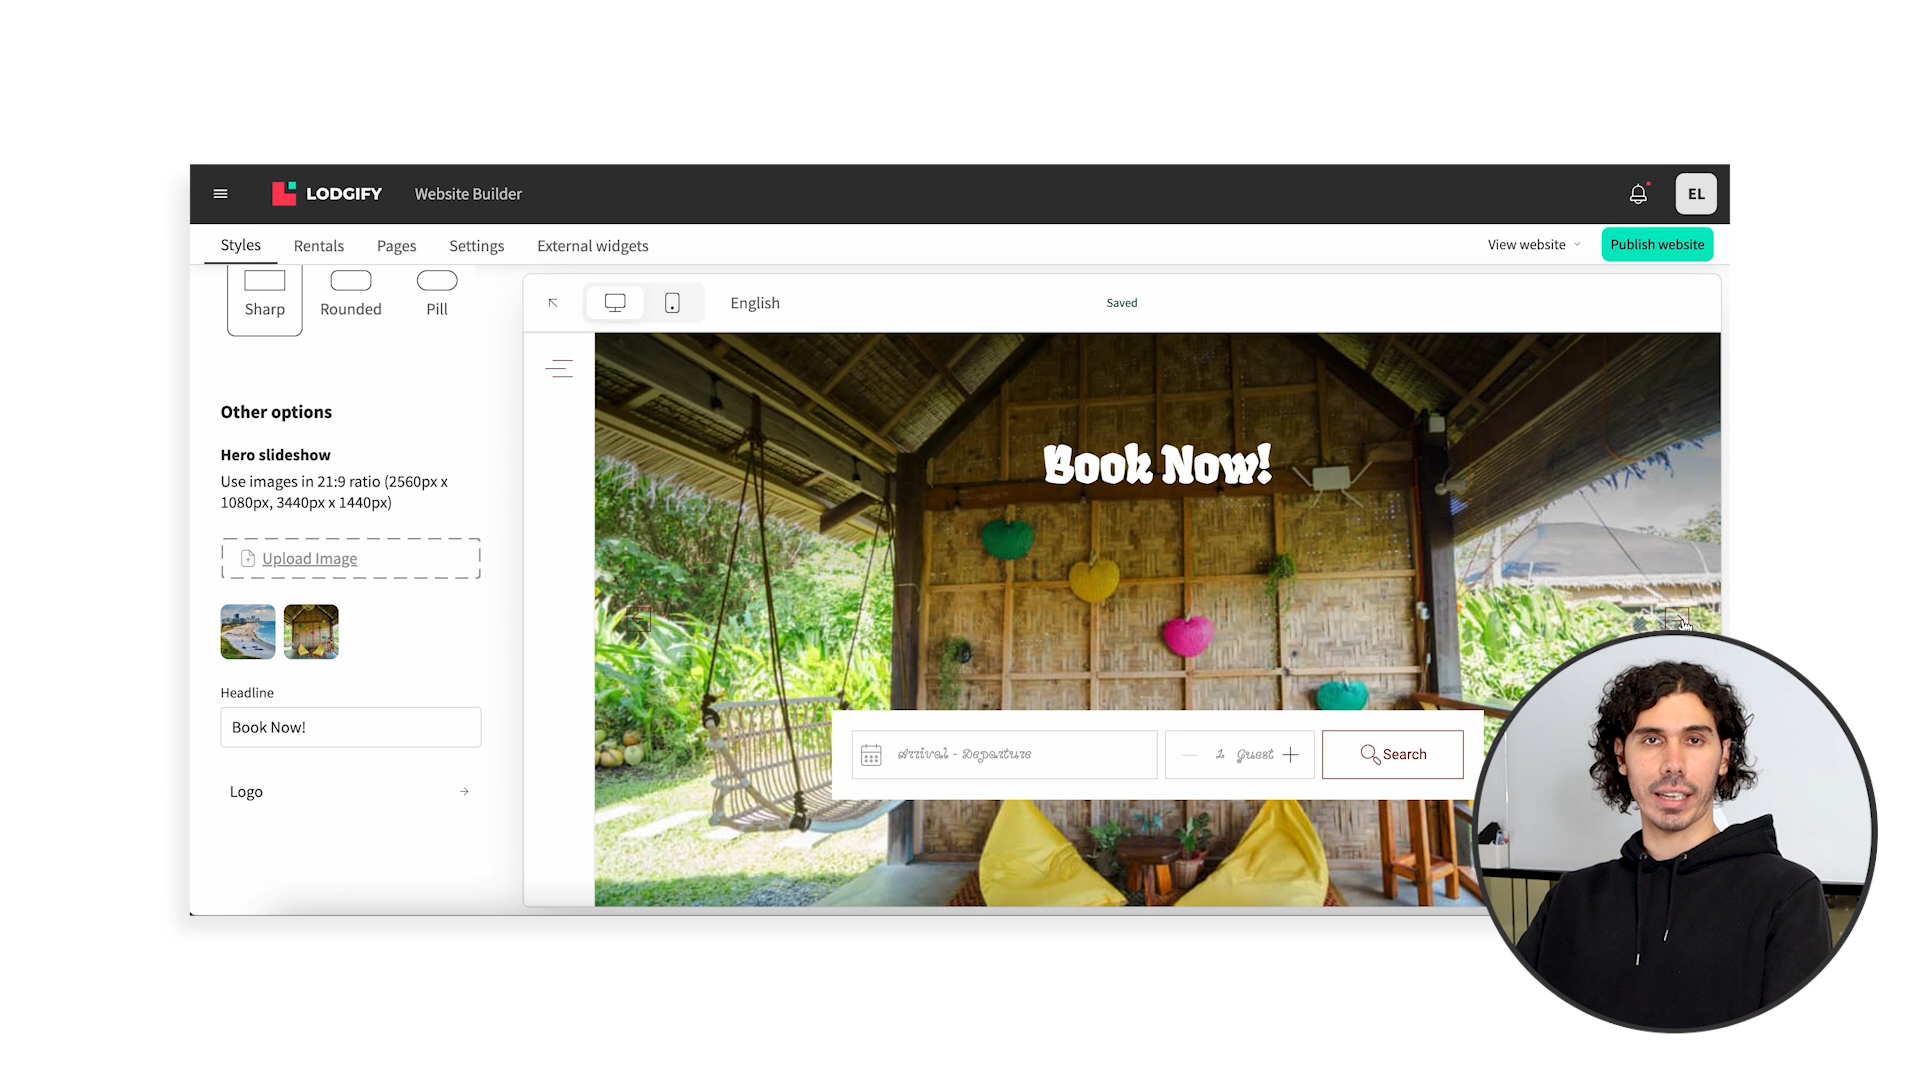 LODGIFY
Website Builder
EL
Styles
Rentals
Pages
Settings
External widgets
View website
Publish website
Sharp
Rounded
Pill
English
Saved
Other options
Hero slideshow
Use images in 21:9 ratio (2560px x
1080px, 3440px x 1440px)
Upload Image
Headline
Book Now!
Logo
Book Now!
Arrival - Departure
1 Guest
Search